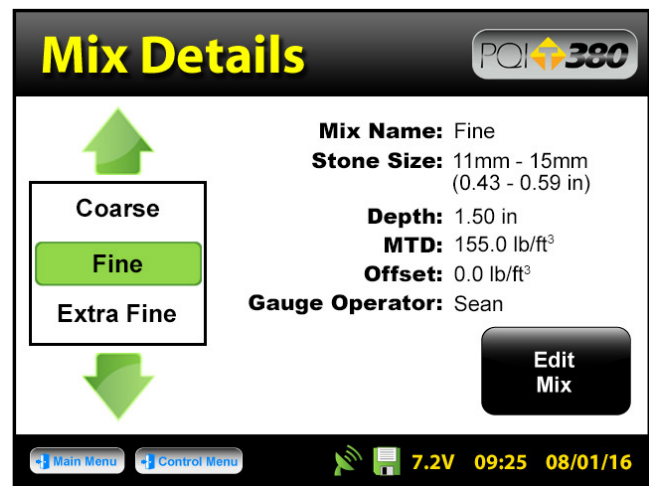 Mix Details
PQI 380
Coarse
Fine
Extra Fine
Mix Name: Fine
Stone Size: 11mm - 15mm
(0.43 - 0.59 in)
Depth: 1.50 in
MTD: 155.0 lb/ft³
Offset: 0.0 lb/ft³
Gauge Operator: Sean
Edit
Mix
Main Menu Control Menu 7.2V 09:25 08/01/16